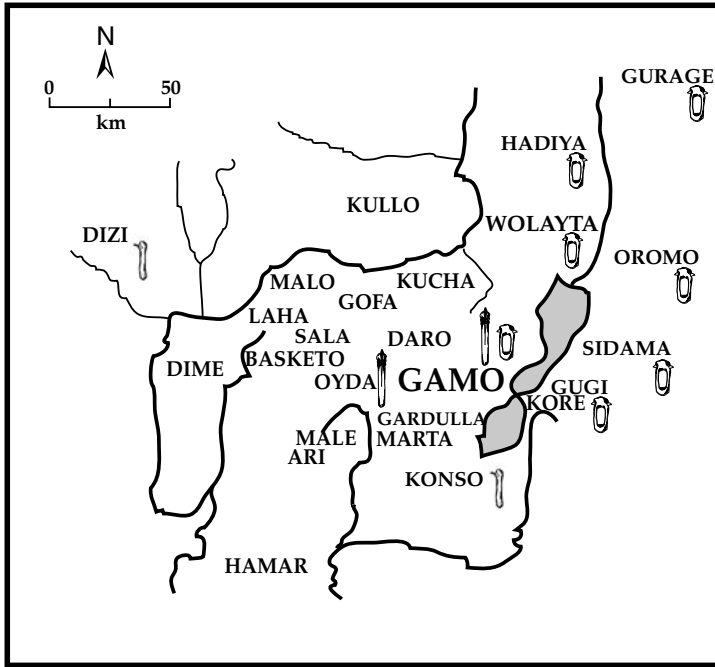 N
0 50
km
GURAGE
HADIYA
KULLO
WOLAYTA
DIZI
OROMO
MALO
KUCHA
GOFA
LAHA
SALA
DARO
BASKETO
SIDAMA
DIME
OYDA
GAMO
GUGI
KORE
GARDULLA
MALE
MARTA
ARI
KONSO
HAMAR